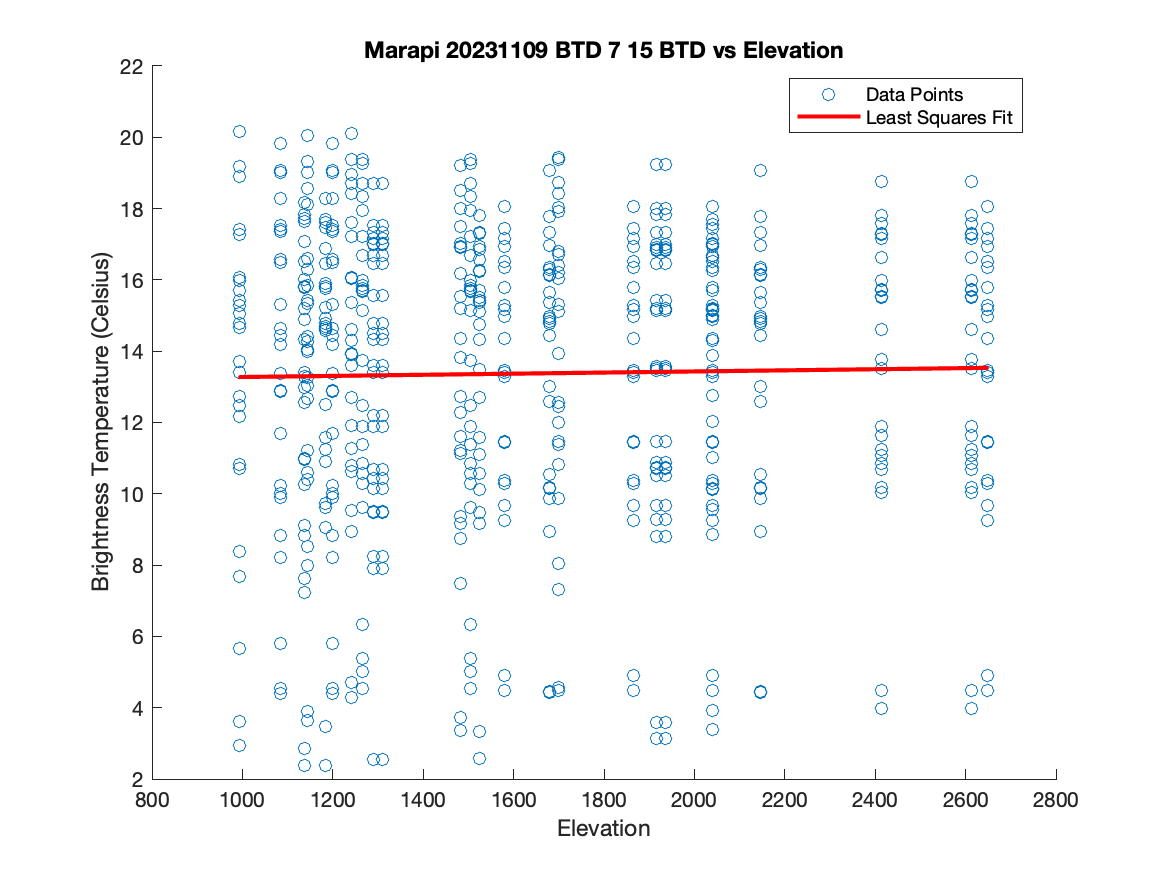 Marapi 20231109 BTD 7 15 BTD vs Elevation
22
20
18
16
14
12
10
8
6
4
2
Brightness Temperature (Celsius)
Data Points
Least Squares Fit
800 1000 1200 1400 1600 1800 2000 2200 2400 2600 2800
Elevation